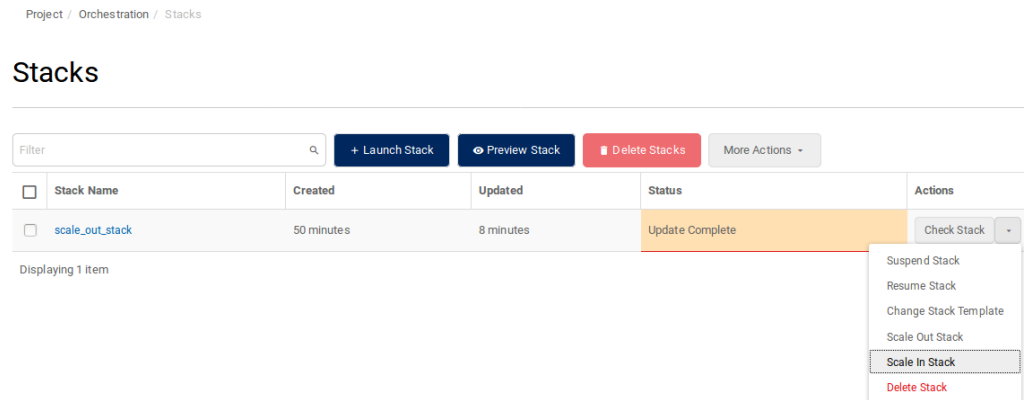 Project / Orchestration / Stacks
Stacks
Filter
+ Launch Stack
Preview Stack
Delete Stacks
More Actions
Stack Name Created Updated Status Actions
scale_out_stack 50 minutes 8 minutes Update Complete Check Stack
Displaying 1 item
Suspend Stack
Resume Stack
Change Stack Template
Scale Out Stack
Scale In Stack
Delete Stack